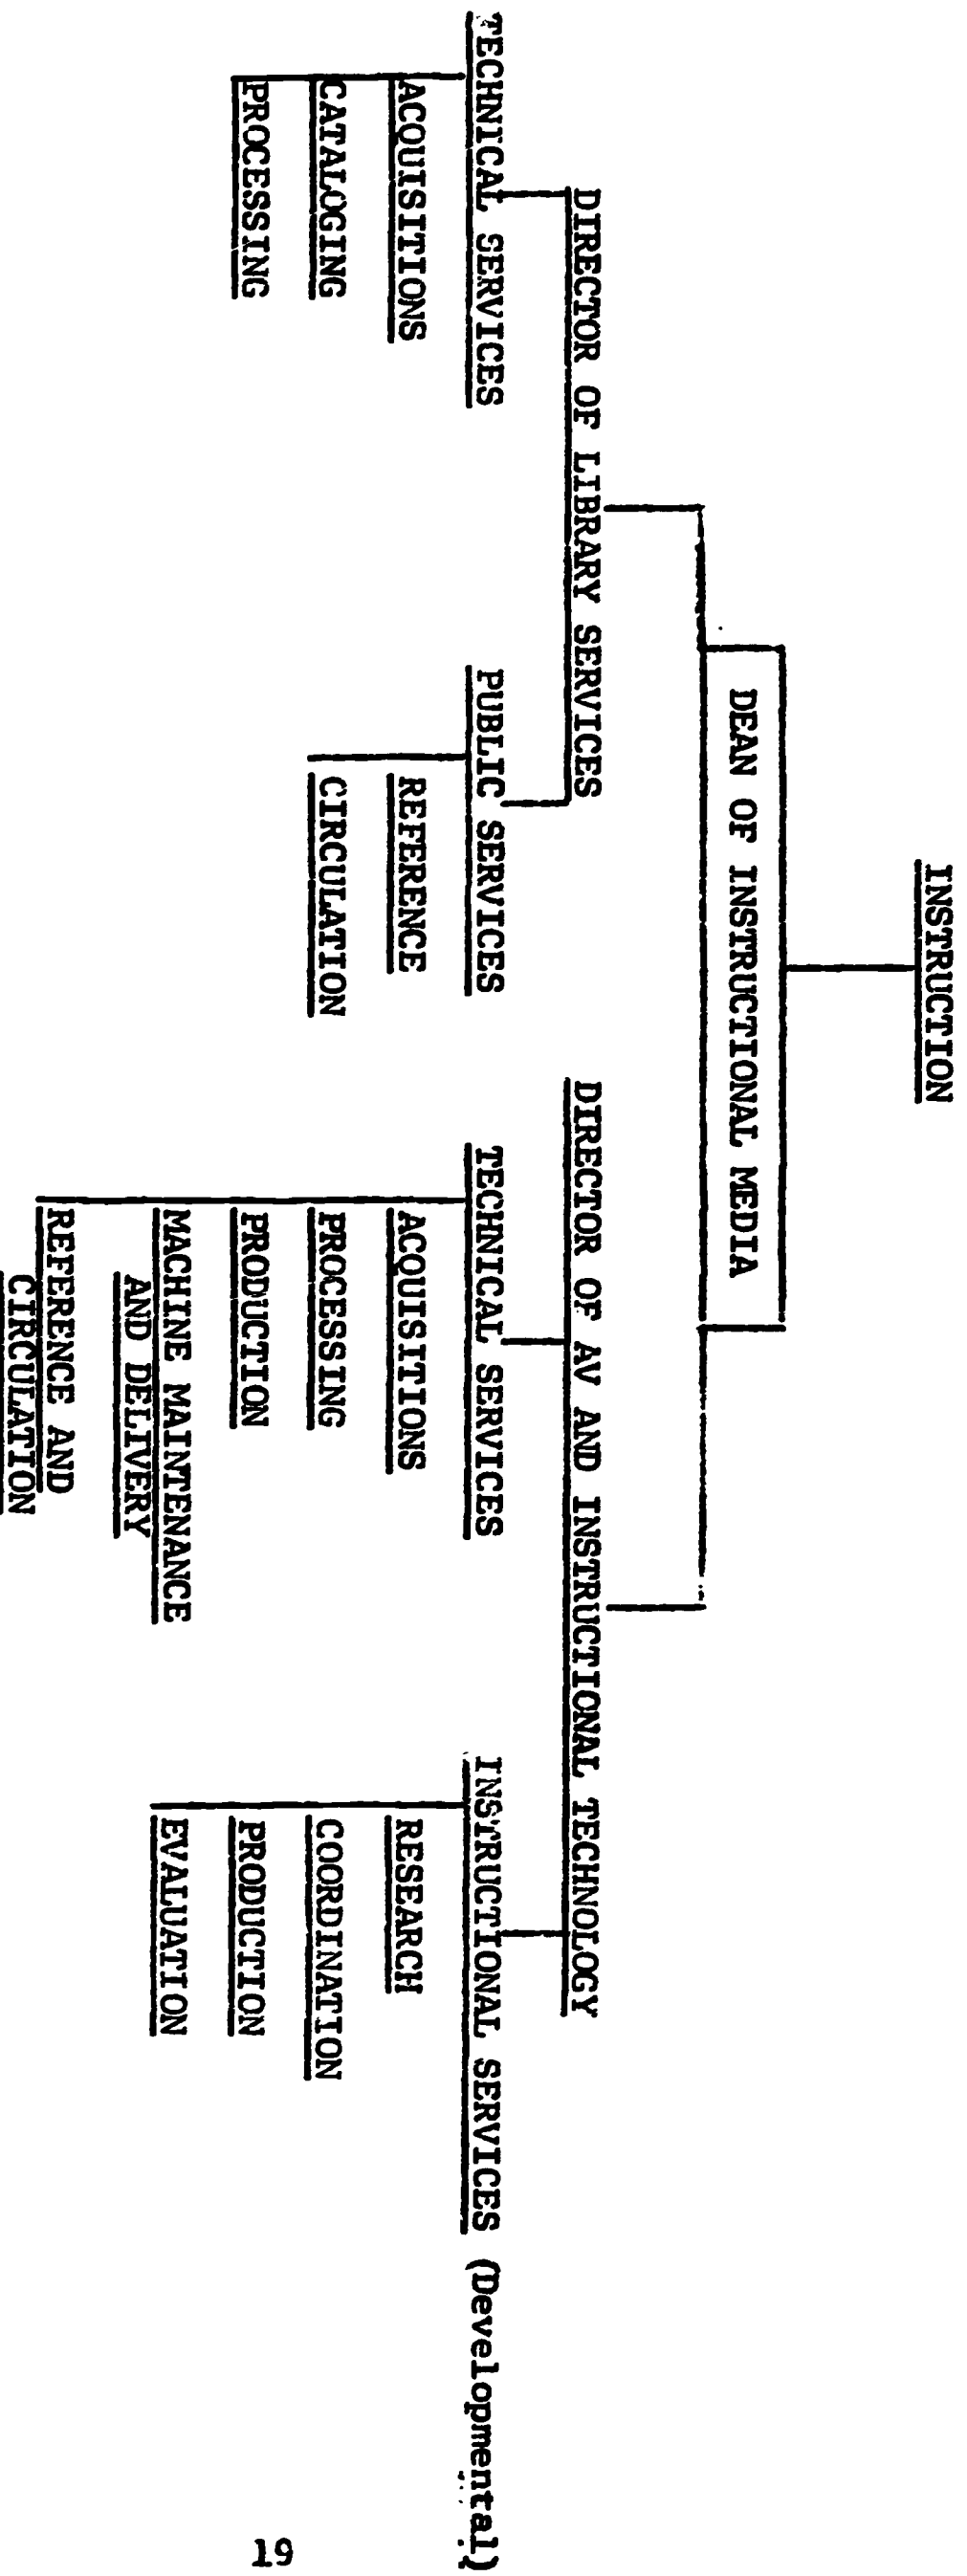 INSTRUCTION
DEAN OF INSTRUCTIONAL MEDIA
DIRECTOR OF LIBRARY SERVICES
TECHNICAL SERVICES
ACQUISITIONS
CATALOGING
PROCESSING
PUBLIC SERVICES
REFERENCE
CIRCULATION
DIRECTOR OF AV AND INSTRUCTIONAL TECHNOLOGY
TECHNICAL SERVICES
ACQUISITIONS
PROCESSING
PRODUCTION
MACHINE MAINTENANCE
AND DELIVERY
REFERENCE AND
CIRCULATION
INSTRUCTIONAL SERVICES (Developmental)
RESEARCH
COORDINATION
PRODUCTION
EVALUATION
19